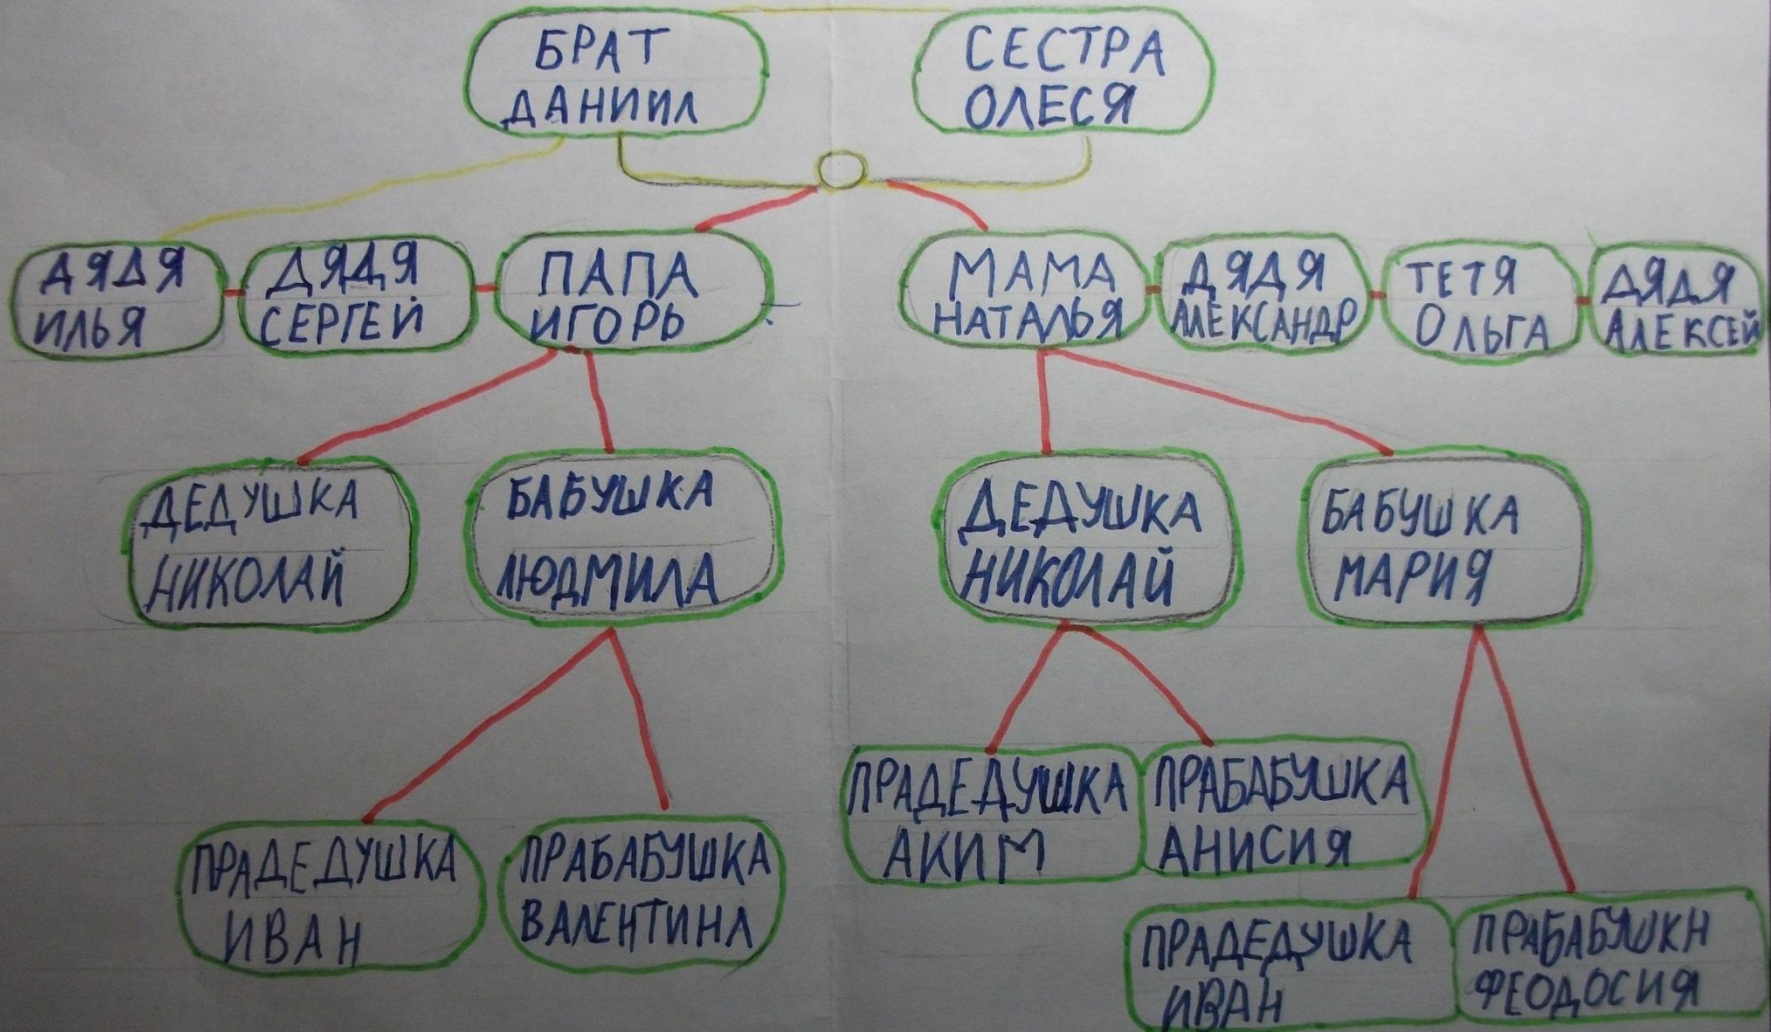 БРАТ
ДАНИИЛ
СЕСТРА
ОЛЕСЯ
ДЯДЯ
ИЛЬЯ
ДЯДЯ
СЕРГЕЙ
ПАПА
ИГОРЬ
МАМА
НАТАЛЬЯ
ДЯДЯ
АЛЕКСАНДР
ТЕТЯ
ОЛЬГА
ДЯДЯ
АЛЕКСЕЙ
ДЕДУШКА
НИКОЛАЙ
БАБУШКА
ЛЮДМИЛА
ДЕДУШКА
НИКОЛАЙ
БАБУШКА
МАРИЯ
ПРАДЕДУШКА
ИВАН
ПРАБАБУШКА
ВАЛЕНТИНА
ПРАДЕДУШКА
АКИМ
ПРАБАБУШКА
АНИСИЯ
ПРАДЕДУШКА
ИВАН
ПРАБАБУШКН
ФЕОДОСИЯ